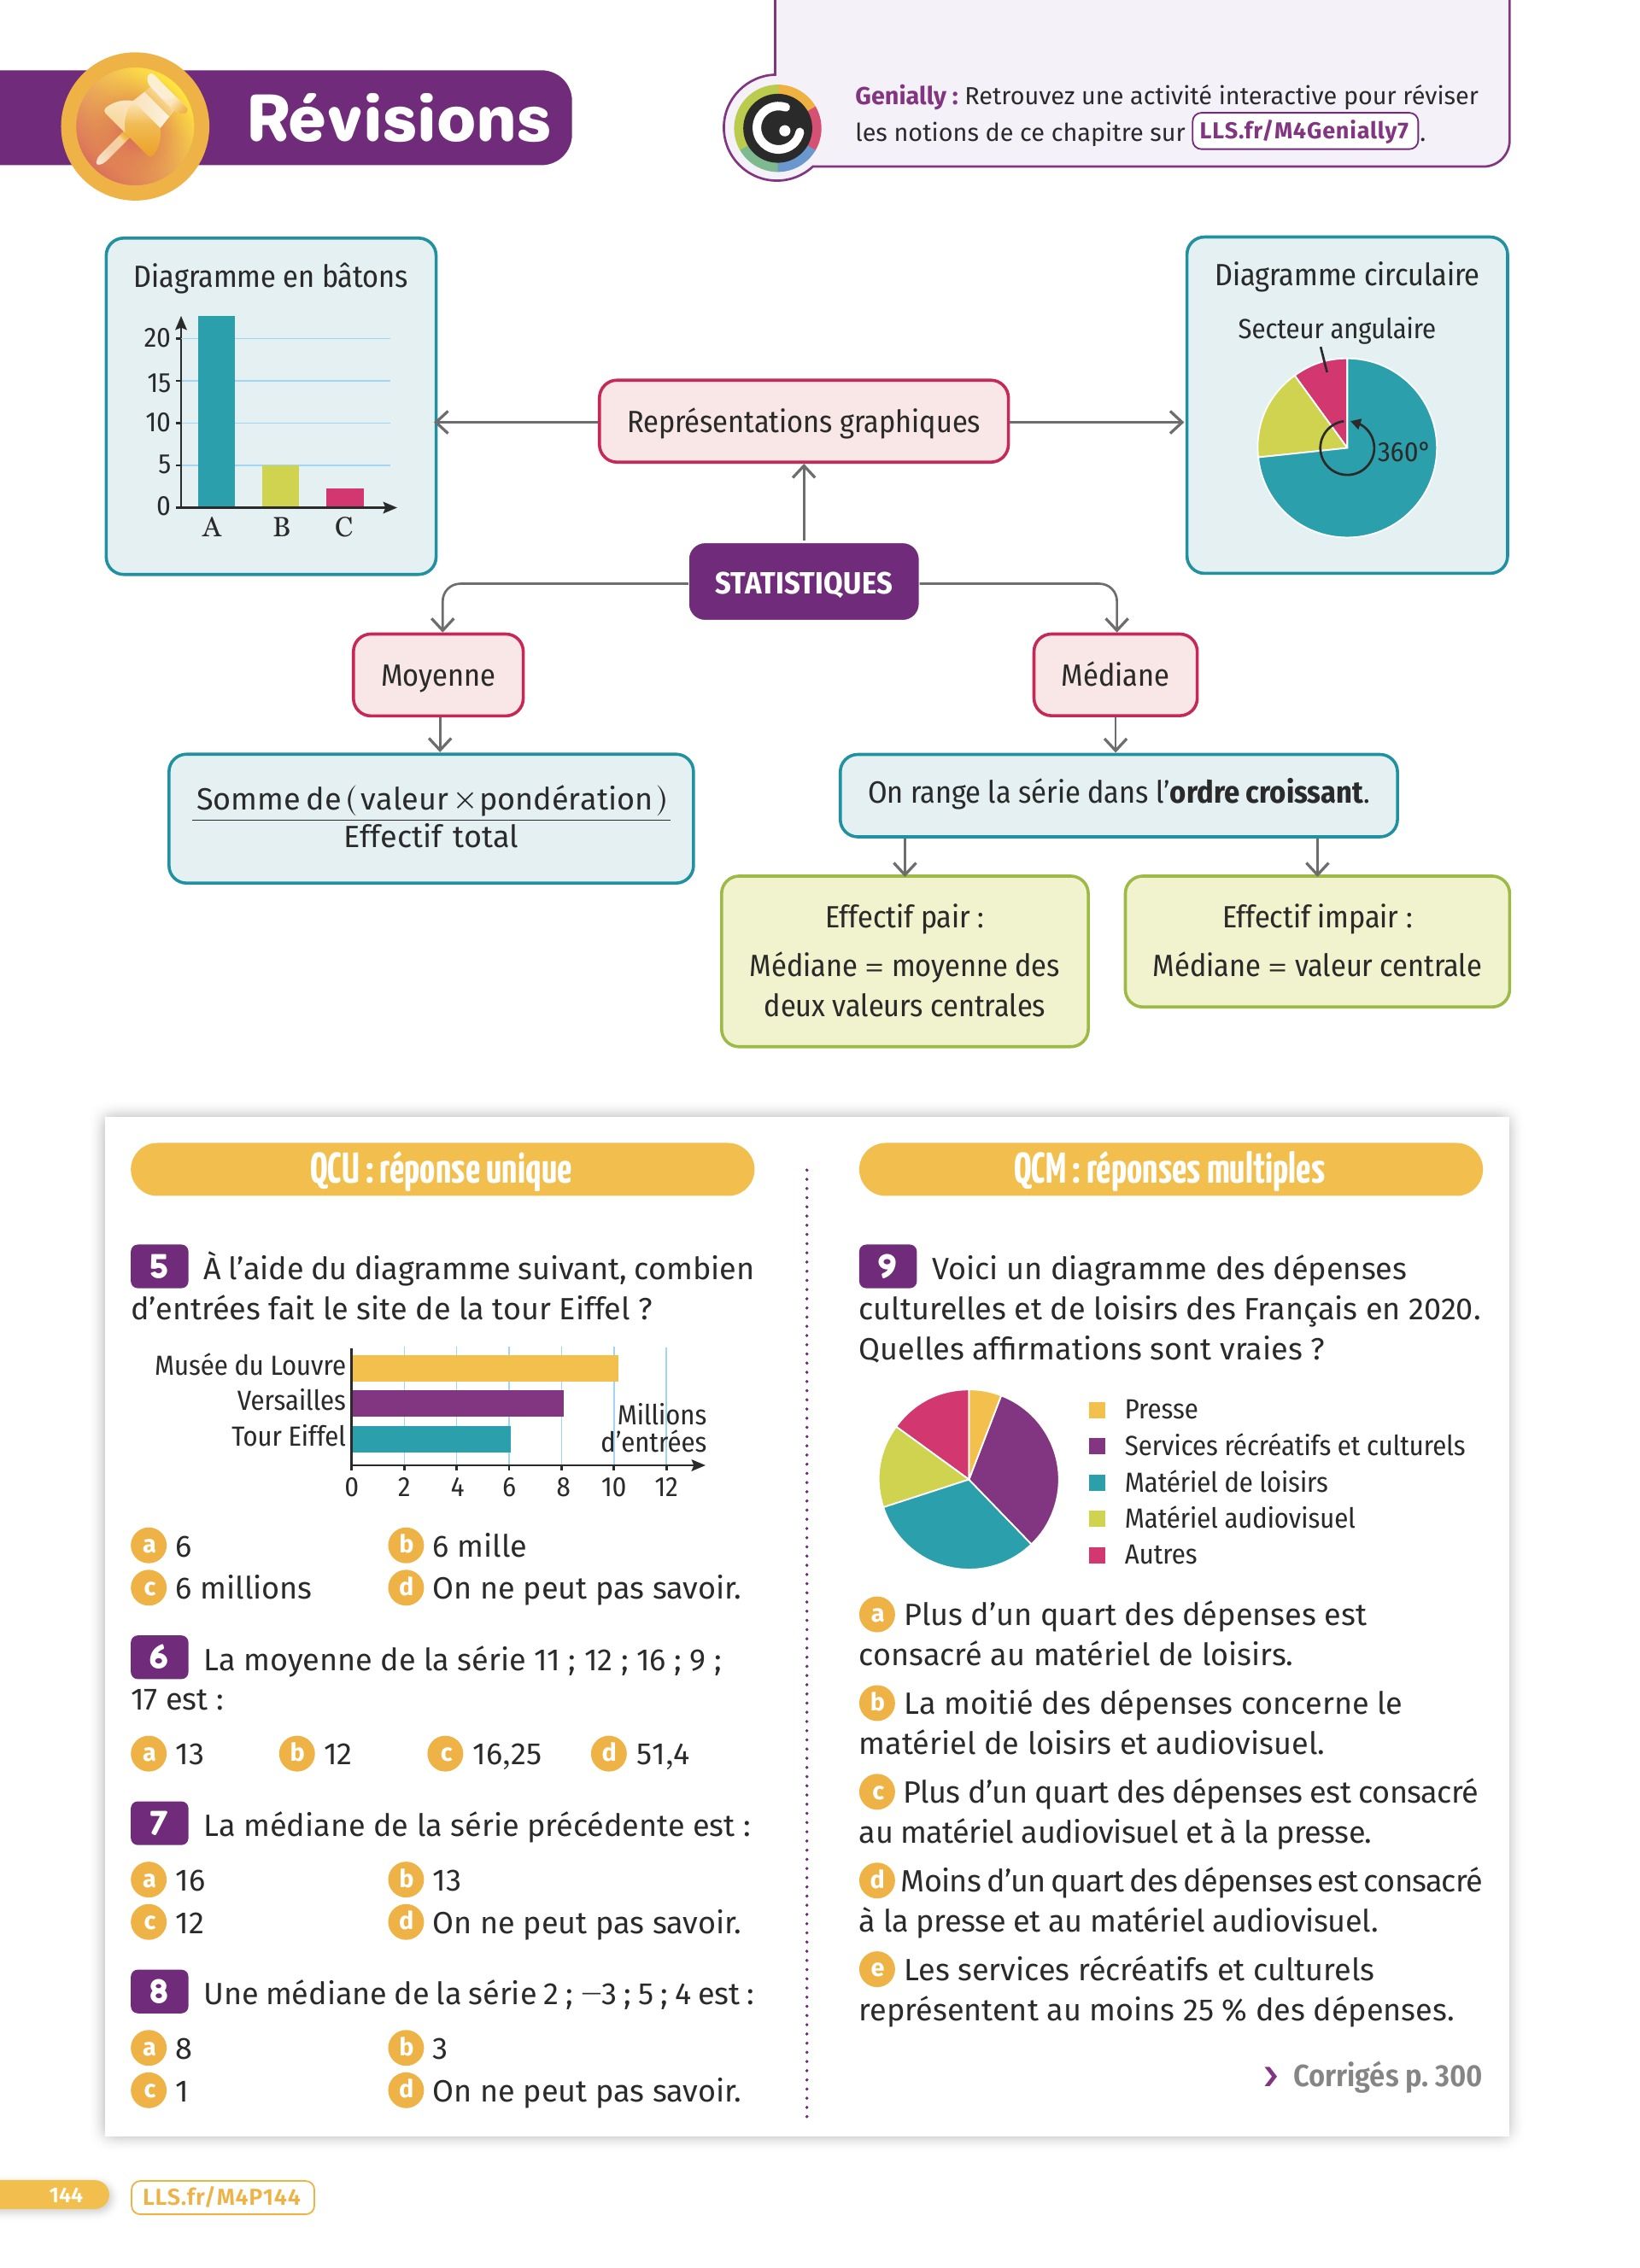 Révisions
Genially : Retrouvez une activité interactive pour réviser
les notions de ce chapitre sur LLS.fr/M4Genially7.
Diagramme en bâtons
20
15
10
5
0
A B C
Représentations graphiques
Diagramme circulaire
Secteur angulaire
360°
STATISTIQUES
Moyenne
Médiane
Somme de (valeur × pondération)
Effectif total
On range la série dans l’ordre croissant.
Effectif pair :
Médiane = moyenne des
deux valeurs centrales
Effectif impair :
Médiane = valeur centrale
QCU : réponse unique
5 À l’aide du diagramme suivant, combien
d’entrées fait le site de la tour Eiffel ?
Musée du Louvre
Versailles
Tour Eiffel
Millions
d’entrées
0 2 4 6 8 10 12
a 6 b 6 mille
c 6 millions d On ne peut pas savoir.
6 La moyenne de la série 11 ; 12 ; 16 ; 9 ;
17 est :
a 13 b 12 c 16,25 d 51,4
7 La médiane de la série précédente est :
a 16 b 13
c 12 d On ne peut pas savoir.
8 Une médiane de la série 2 ; −3 ; 5 ; 4 est :
a 8 b 3
c 1 d On ne peut pas savoir.
QCM : réponses multiples
9 Voici un diagramme des dépenses
culturelles et de loisirs des Français en 2020.
Quelles affirmations sont vraies ?
Presse
Services récréatifs et culturels
Matériel de loisirs
Matériel audiovisuel
Autres
a Plus d’un quart des dépenses est
consacré au matériel de loisirs.
b La moitié des dépenses concerne le
matériel de loisirs et audiovisuel.
c Plus d’un quart des dépenses est consacré
au matériel audiovisuel et à la presse.
d Moins d’un quart des dépenses est consacré
à la presse et au matériel audiovisuel.
e Les services récréatifs et culturels
représentent au moins 25 % des dépenses.
› Corrigés p. 300
144 LLS.fr/M4P144